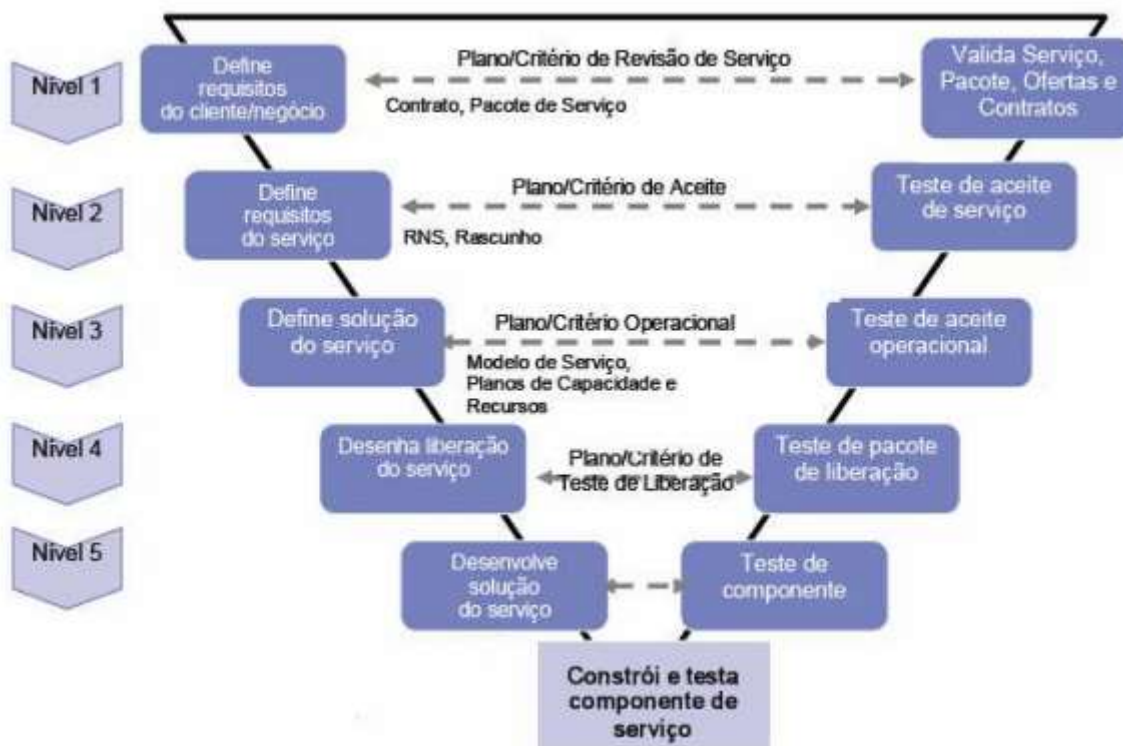 Nível 1
Define
requisitos
do cliente/negócio
Plano/Critério de Revisão de Serviço
Contrato, Pacote de Serviço
Valida Serviço,
Pacote, Ofertas e
Contratos
Nível 2
Define
requisitos
do serviço
Plano/Critério de Aceite
RNS, Rascunho
Teste de aceite
de serviço
Nível 3
Define solução
do serviço
Plano/Critério Operacional
Modelo de Serviço,
Planos de Capacidade e
Recursos
Teste de aceite
operacional
Nível 4
Desenha liberação
do serviço
Plano/Critério de
Teste de Liberação
Teste de pacote
de liberação
Nível 5
Desenvolve
solução
do serviço
Teste de
componente
Constrói e testa
componente de
serviço